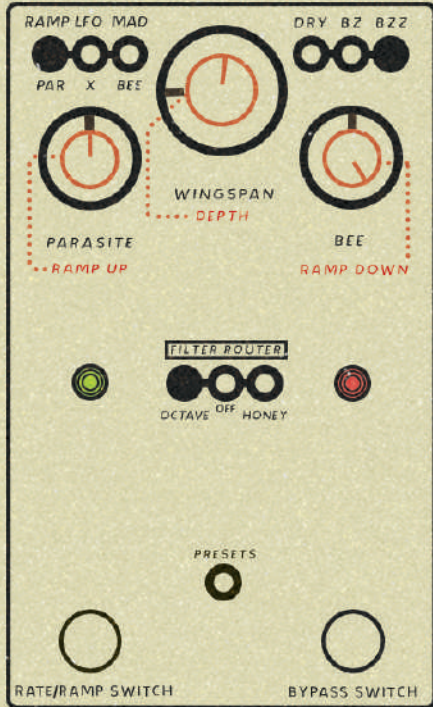 RAMP LFO MAD
DRY BZ BZZ
PAR X BEE
WINGSPAN
DEPTH
PARASITE
RAMP UP
BEE
RAMP DOWN
FILTER ROUTER
OCTAVE OFF HONEY
PRESETS
RATE/RAMP SWITCH
BYPASS SWITCH